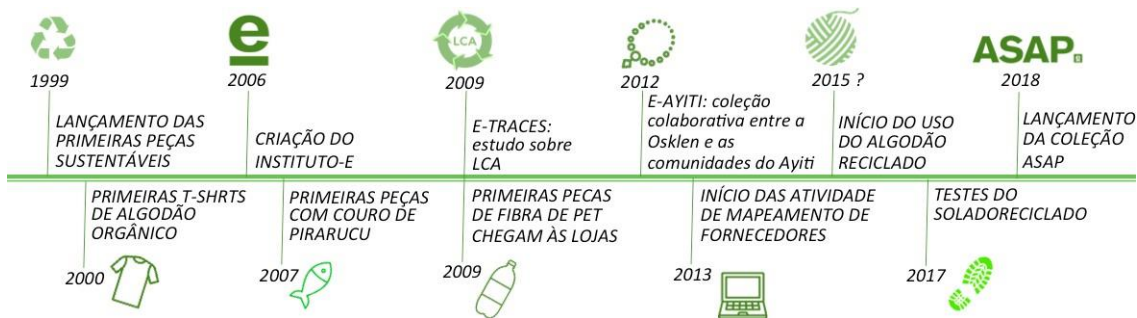 e
LCA
ASAP.e
1999
2006
2009
2012
2015 ?
2018
LANÇAMENTO DAS
PRIMEIRAS PEÇAS
SUSTENTÁVEIS
CRIAÇÃO DO
INSTITUTO-E
E-TRACES:
estudo sobre
LCA
E-AYITI: coleção
colaborativa entre a
Osklen e as
comunidades do Ayiti
INÍCIO DO USO
DO ALGODÃO
RECICLADO
LANÇAMENTO
DA COLEÇÃO
ASAP
PRIMEIRAS T-SHRTS
DE ALGODÃO
ORGÂNICO
2000
PRIMEIRAS PEÇAS
COM COURO DE
PIRARUCU
2007
PRIMEIRAS PECAS
DE FIBRA DE PET
CHEGAM ÀS LOJAS
2009
INÍCIO DAS ATIVIDADE
DE MAPEAMENTO DE
FORNECEDORES
2013
TESTES DO
SOLADORECICLADO
2017